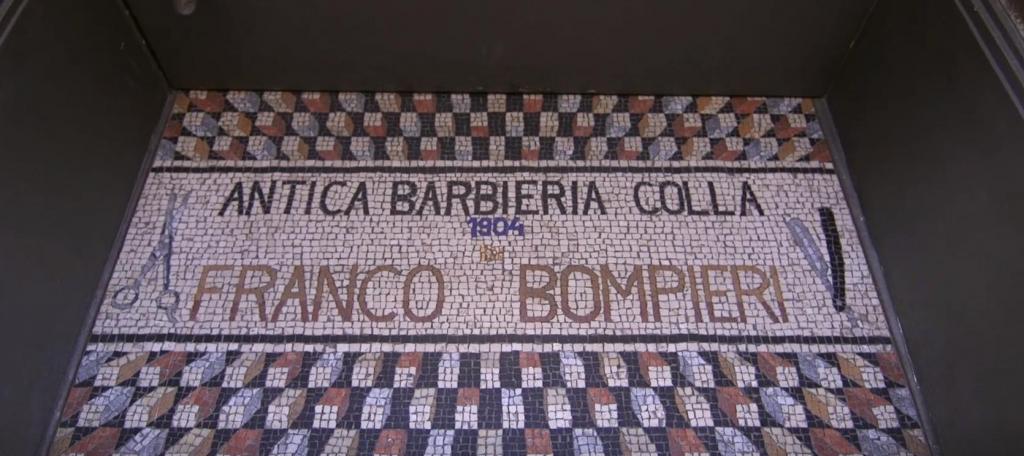 ANTICA BARBIERIA COLLA
1904
FRANCO BOMPIERI